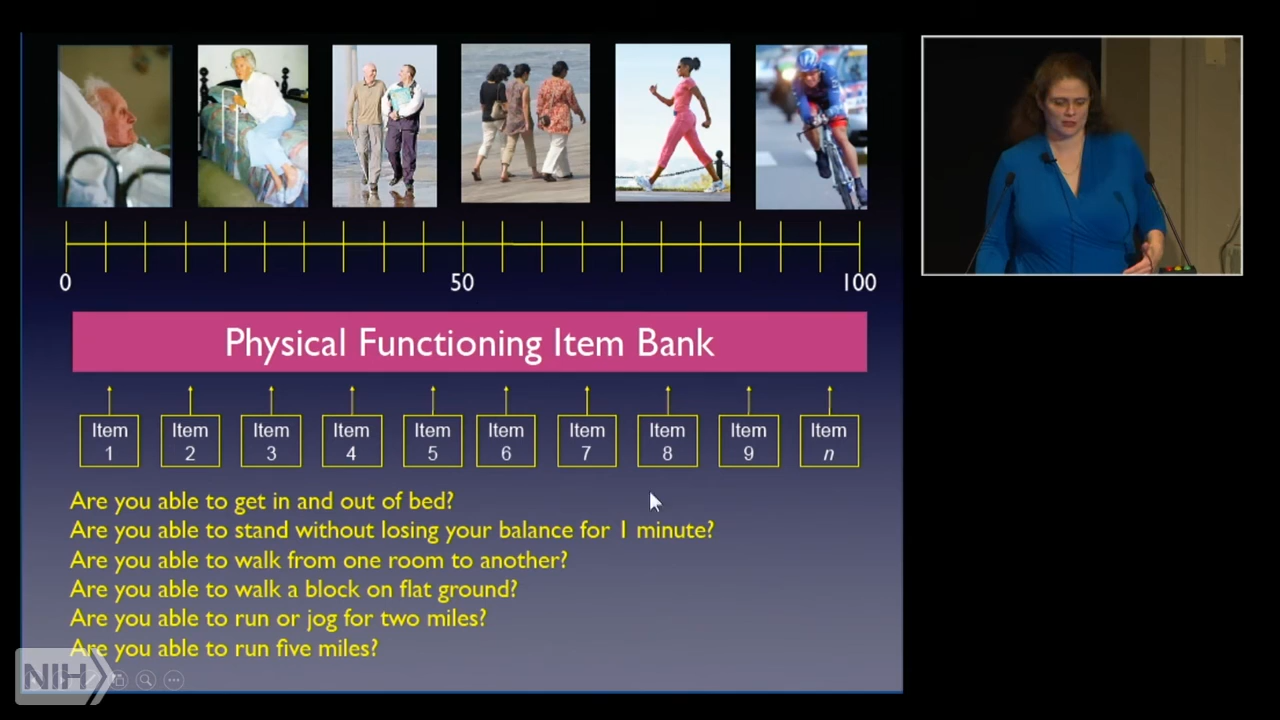 0
50
100
Physical Functioning Item Bank
Item Item Item Item Item Item Item Item Item Item
1 2 3 4 5 6 7 8 9 n
Are you able to get in and out of bed?
Are you able to stand without losing your balance for 1 minute?
Are you able to walk from one room to another?
Are you able to walk a block on flat ground?
Are you able to run or jog for two miles?
Are you able to run five miles?
NIH